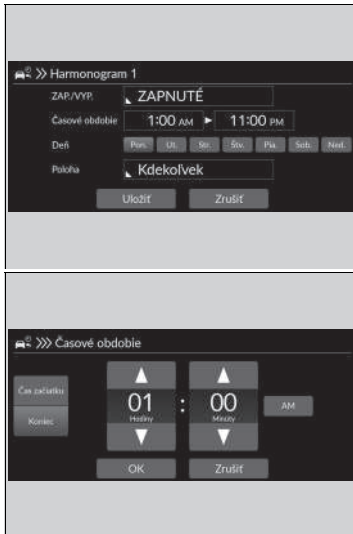 Harmonogram 1
ZAP./VYP. ZAPNUTÉ
Časové obdobie 1:00 AM ► 11:00 PM
Deň Pon. Ut. Str. Štv. Pia. Sob. Ned.
Poloha Kdekoľvek
Uložiť Zrušiť
Časové obdobie
Čas začiatku
Koniec
01 : 00 AM
Hodiny Minúty
OK Zrušiť